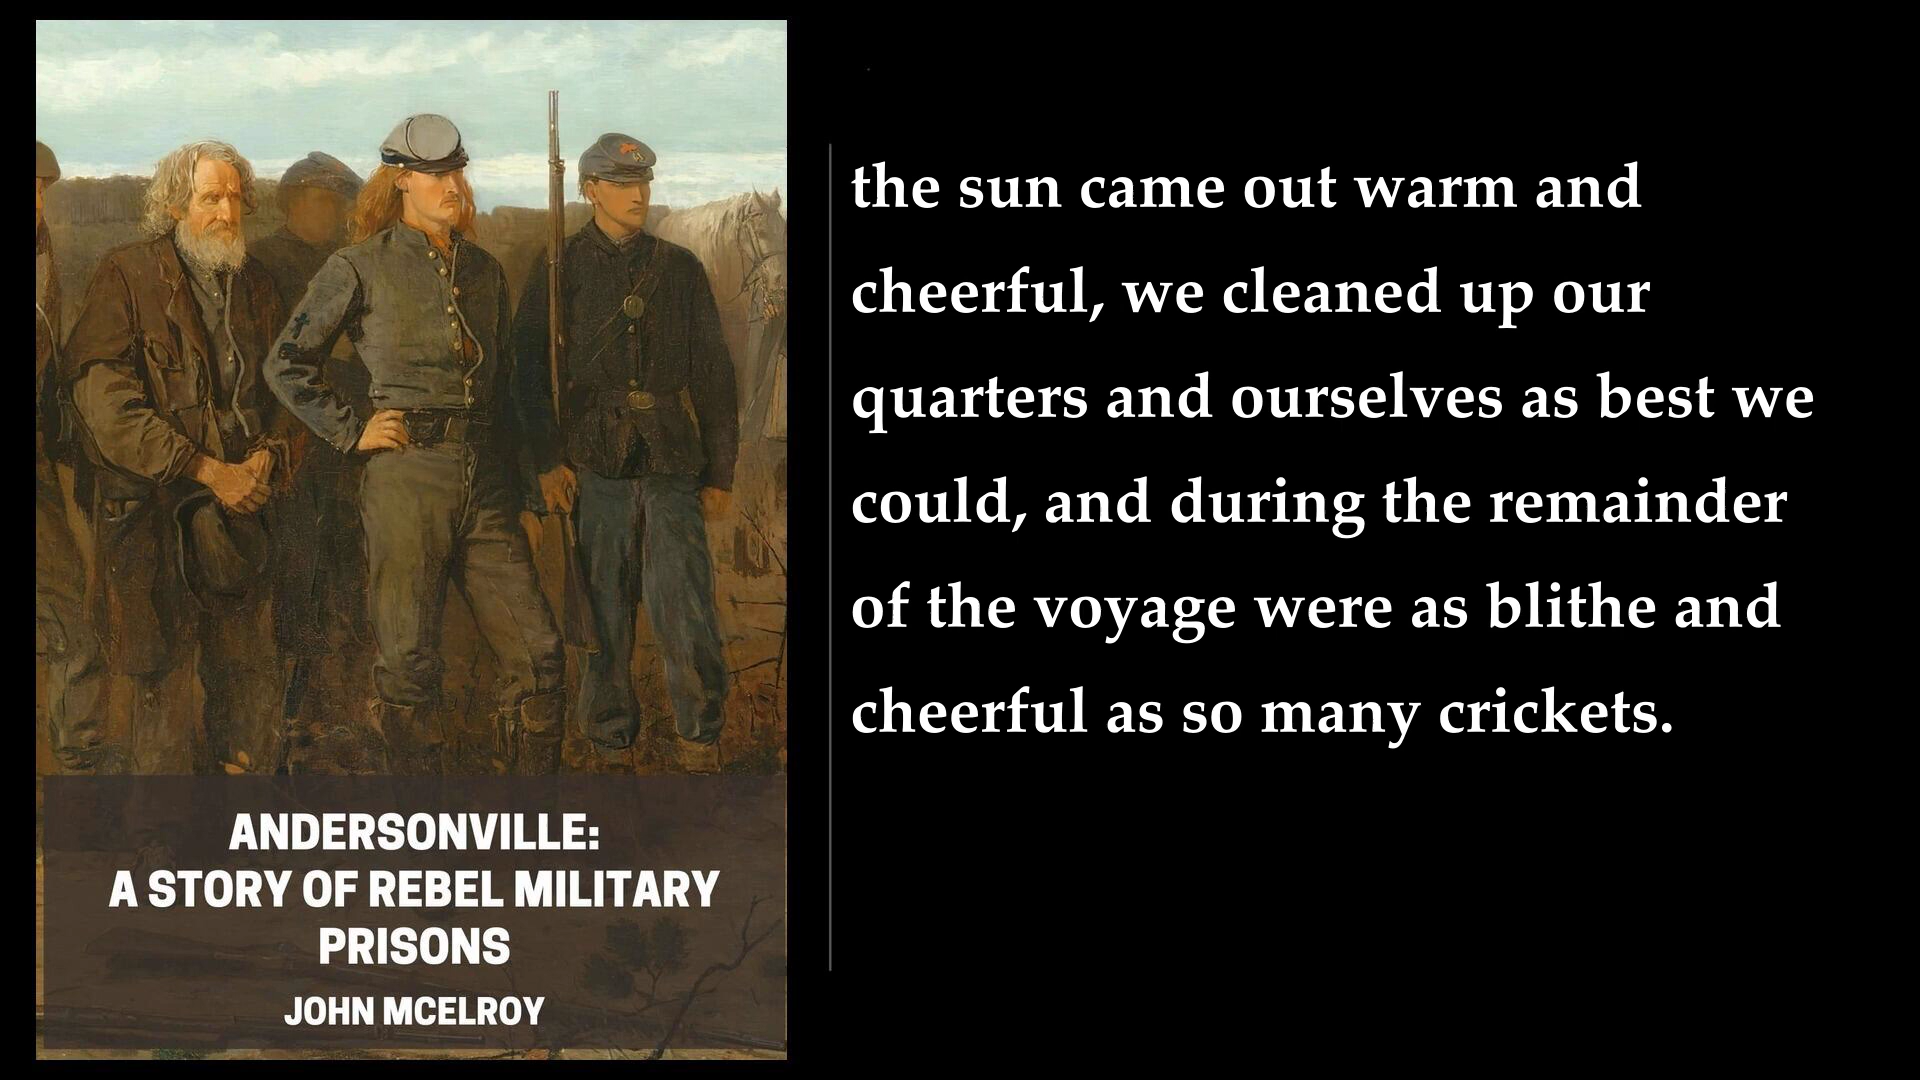 the sun came out warm and
cheerful, we cleaned up our
quarters and ourselves as best we
could, and during the remainder
of the voyage were as blithe and
cheerful as so many crickets.
ANDERSONVILLE:
A STORY OF REBEL MILITARY
PRISONS
JOHN MCELROY